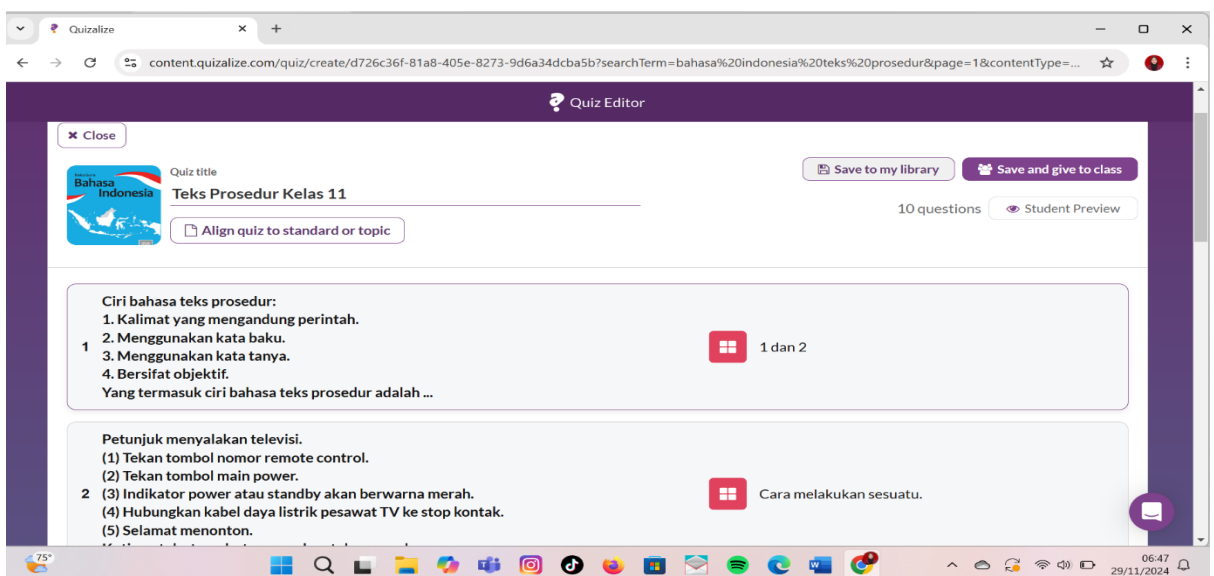 Quizalize
content.quizalize.com/quiz/create/d726c36f-81a8-405e-8273-9d6a34dcba5b?searchTerm=bahasa%20indonesia%20teks%20prosedur&page=1&contentType=...
Quiz Editor
Close
Bahasa
Indonesia
Quiz title
Teks Prosedur Kelas 11
Align quiz to standard or topic
Save to my library
Save and give to class
10 questions
Student Preview
1
Ciri bahasa teks prosedur:
1. Kalimat yang mengandung perintah.
2. Menggunakan kata baku.
3. Menggunakan kata tanya.
4. Bersifat objektif.
Yang termasuk ciri bahasa teks prosedur adalah ...
1 dan 2
2
Petunjuk menyalakan televisi.
(1) Tekan tombol nomor remote control.
(2) Tekan tombol main power.
(3) Indikator power atau standby akan berwarna merah.
(4) Hubungkan kabel daya listrik pesawat TV ke stop kontak.
(5) Selamat menonton.
Cara melakukan sesuatu.
75°
06:47
29/11/2024